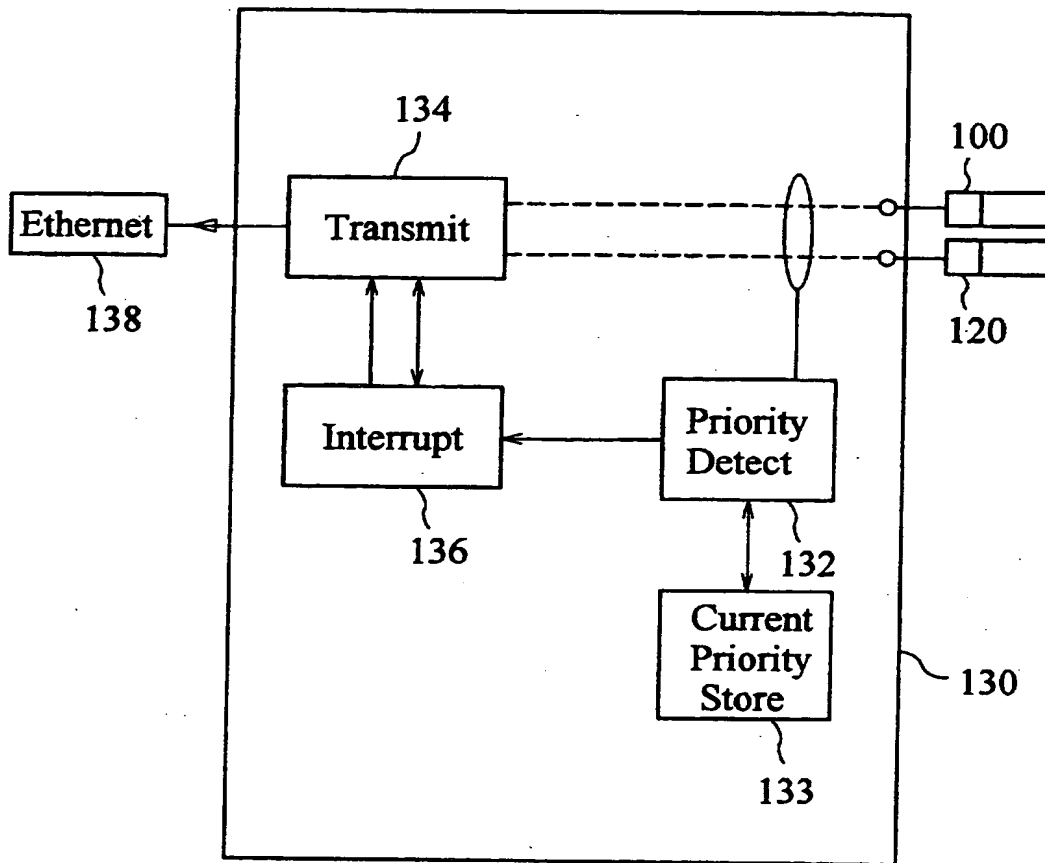 134
100
Ethernet
Transmit
138
120
Interrupt
Priority
Detect
136
132
Current
Priority
Store
130
133